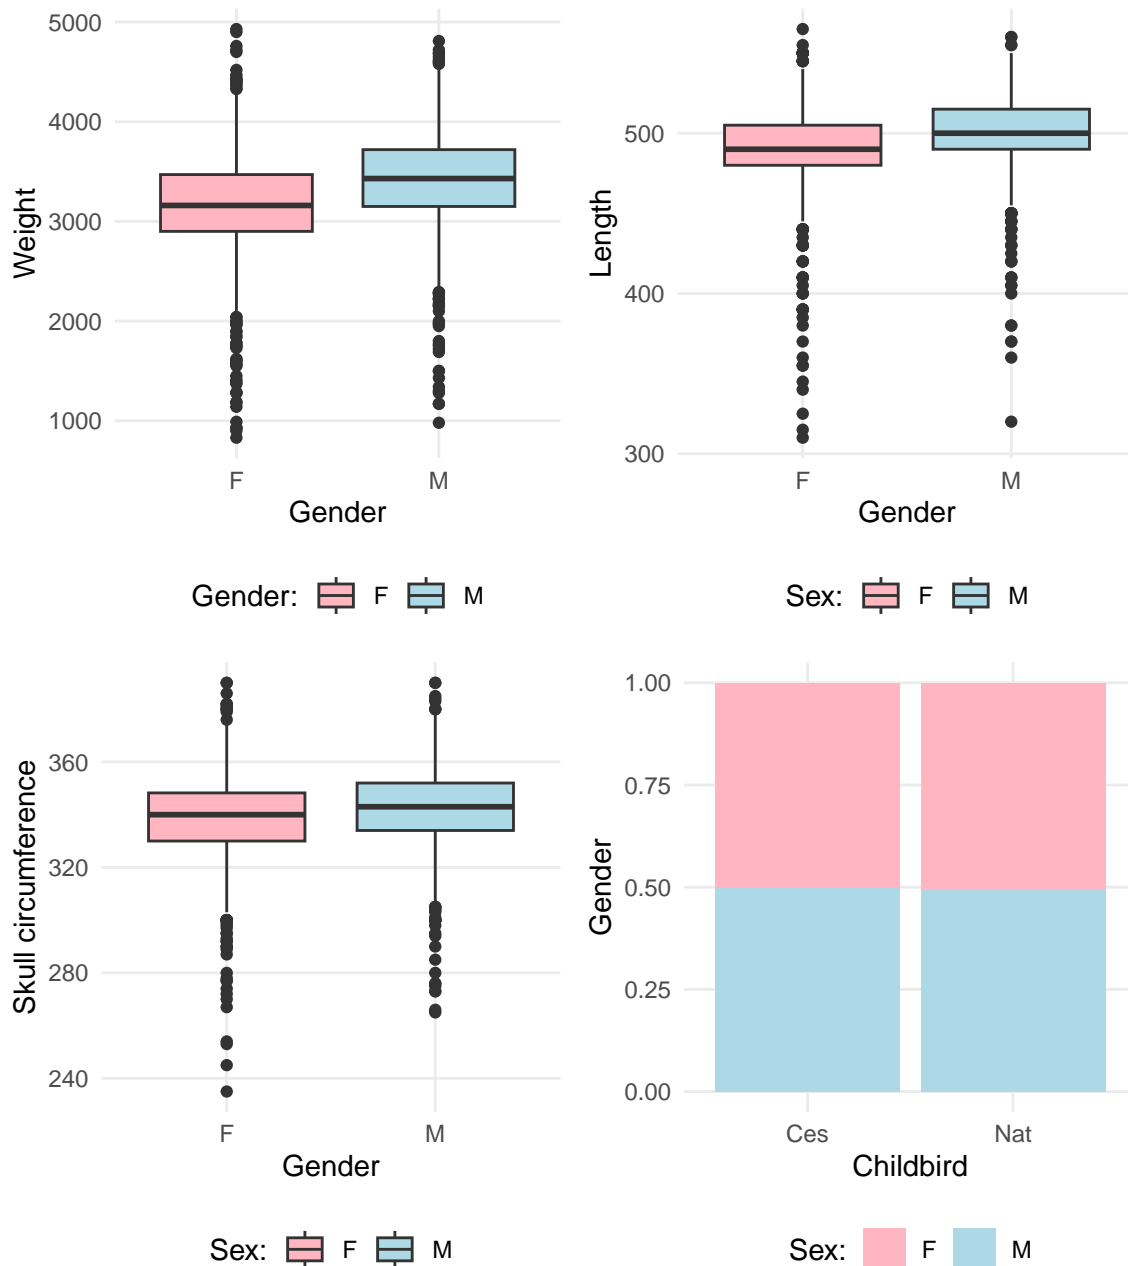 5000
4000
3000
2000
1000
Weight
F M
Gender
Gender: F M
500
400
300
Length
F M
Gender
Sex: F M
360
320
280
240
Skull circumference
F M
Gender
Sex: F M
1.00
0.75
0.50
0.25
0.00
Gender
Ces Nat
Childbird
Sex: F M